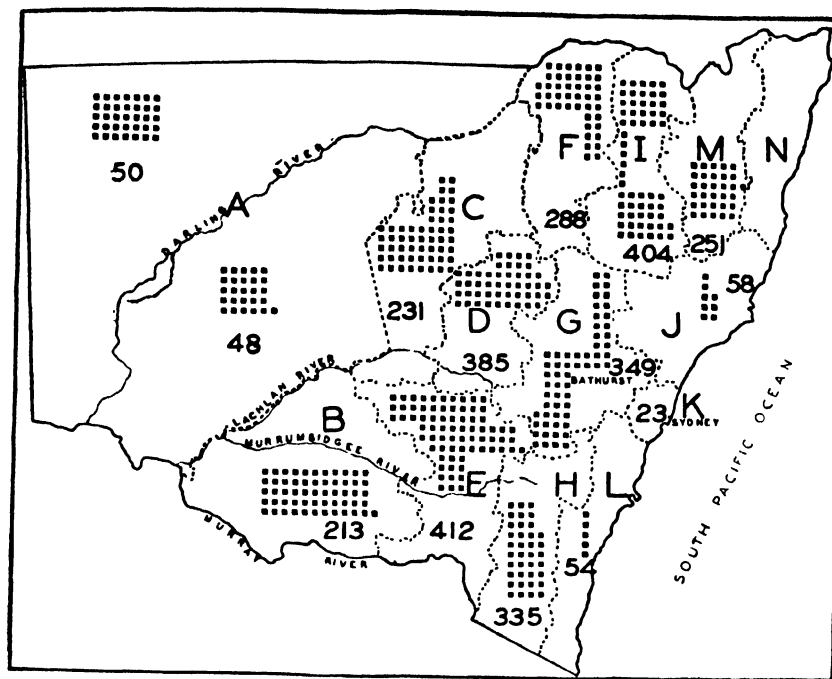 F
I
M
N
50
DARLING RIVER
A
C
288
404
251
58
231
D
G
J
48
385
349
BATHURST
LACHLAN RIVER
B
23
K
SYDNEY
MURRUMBIDGEE RIVER
E
H
L
213
412
54
MURRAY RIVER
335
SOUTH PACIFIC OCEAN